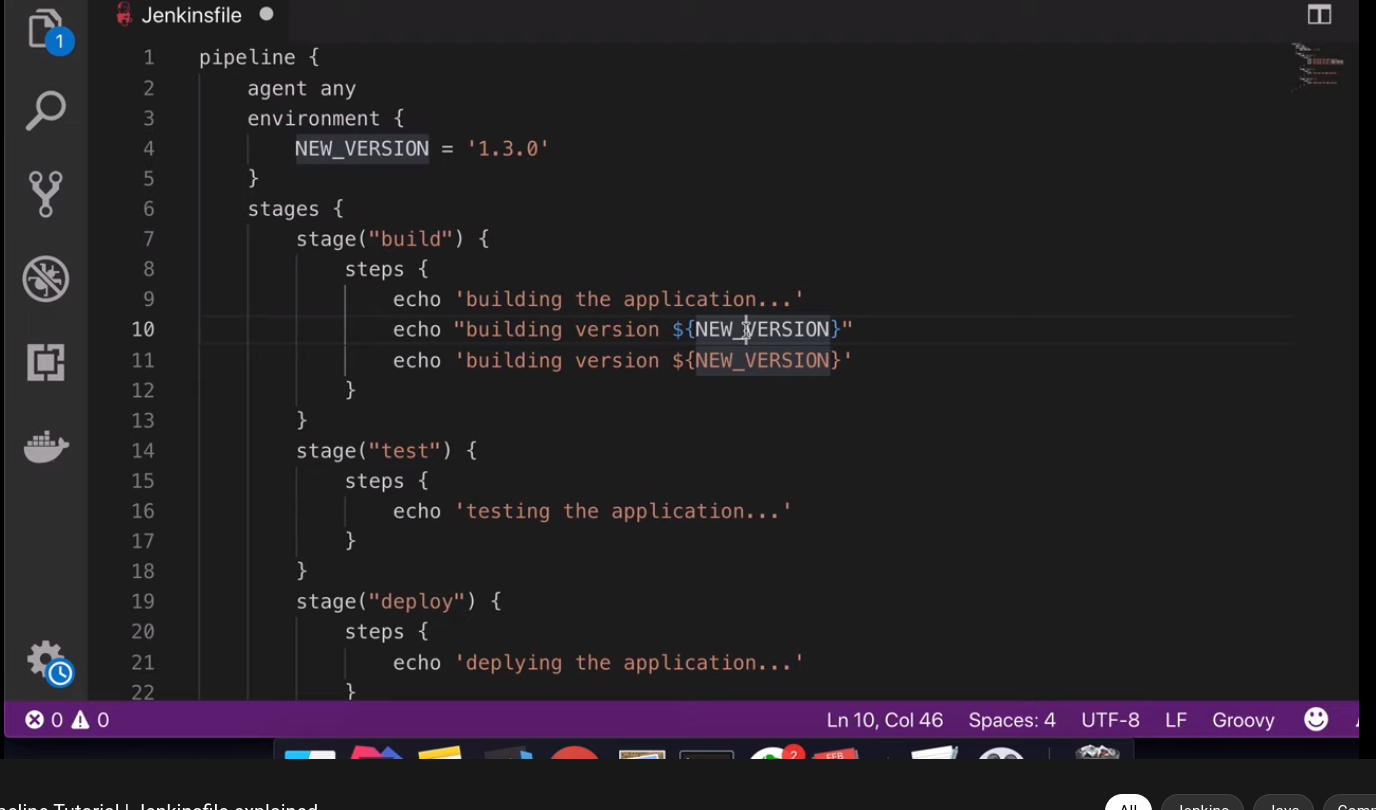 1
Jenkinsfile
1 pipeline {
2 agent any
3 environment {
4 NEW_VERSION = '1.3.0'
5 }
6 stages {
7 stage("build") {
8 steps {
9 echo 'building the application...'
10 echo "building version ${NEW_VERSION}"
11 echo 'building version ${NEW_VERSION}'
12 }
13 }
14 stage("test") {
15 steps {
16 echo 'testing the application...'
17 }
18 }
19 stage("deploy") {
20 steps {
21 echo 'deplying the application...'
22 }
0 0 Ln 10, Col 46 Spaces: 4 UTF-8 LF Groovy
2 FEB
Tutorial | Jenkinsfile explained
All Jenkins Java